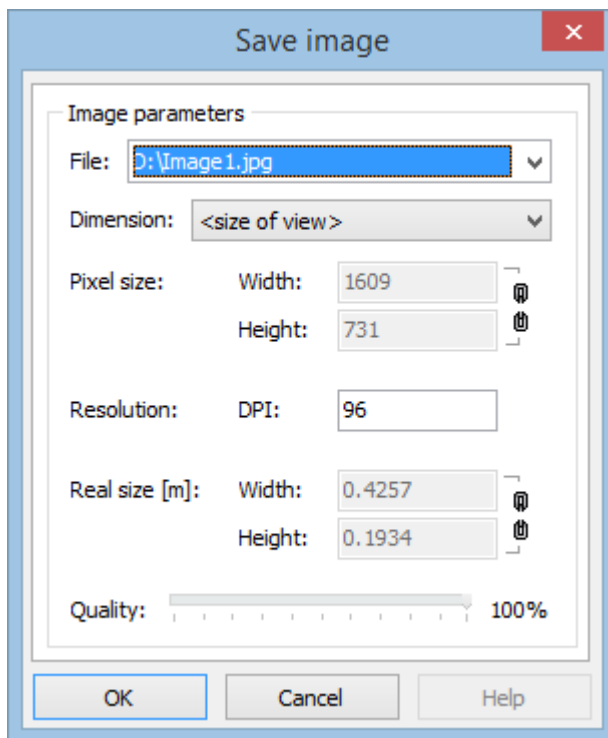 Save image
Image parameters
File: D:\Image1.jpg
Dimension: <size of view>
Pixel size: Width: 1609
Height: 731
Resolution: DPI: 96
Real size [m]: Width: 0.4257
Height: 0.1934
Quality: 100%
OK Cancel Help